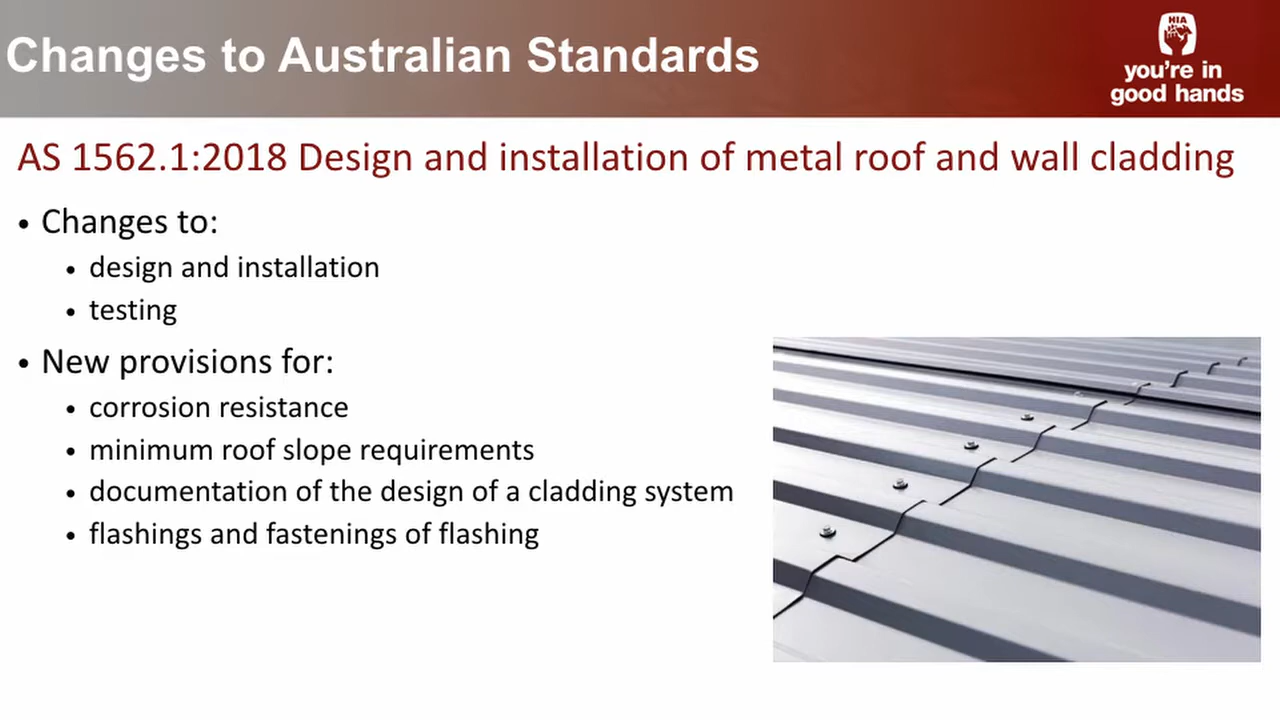 Changes to Australian Standards
HIA
you're in
good hands
AS 1562.1:2018 Design and installation of metal roof and wall cladding
• Changes to:
• design and installation
• testing
• New provisions for:
• corrosion resistance
• minimum roof slope requirements
• documentation of the design of a cladding system
• flashings and fastenings of flashing